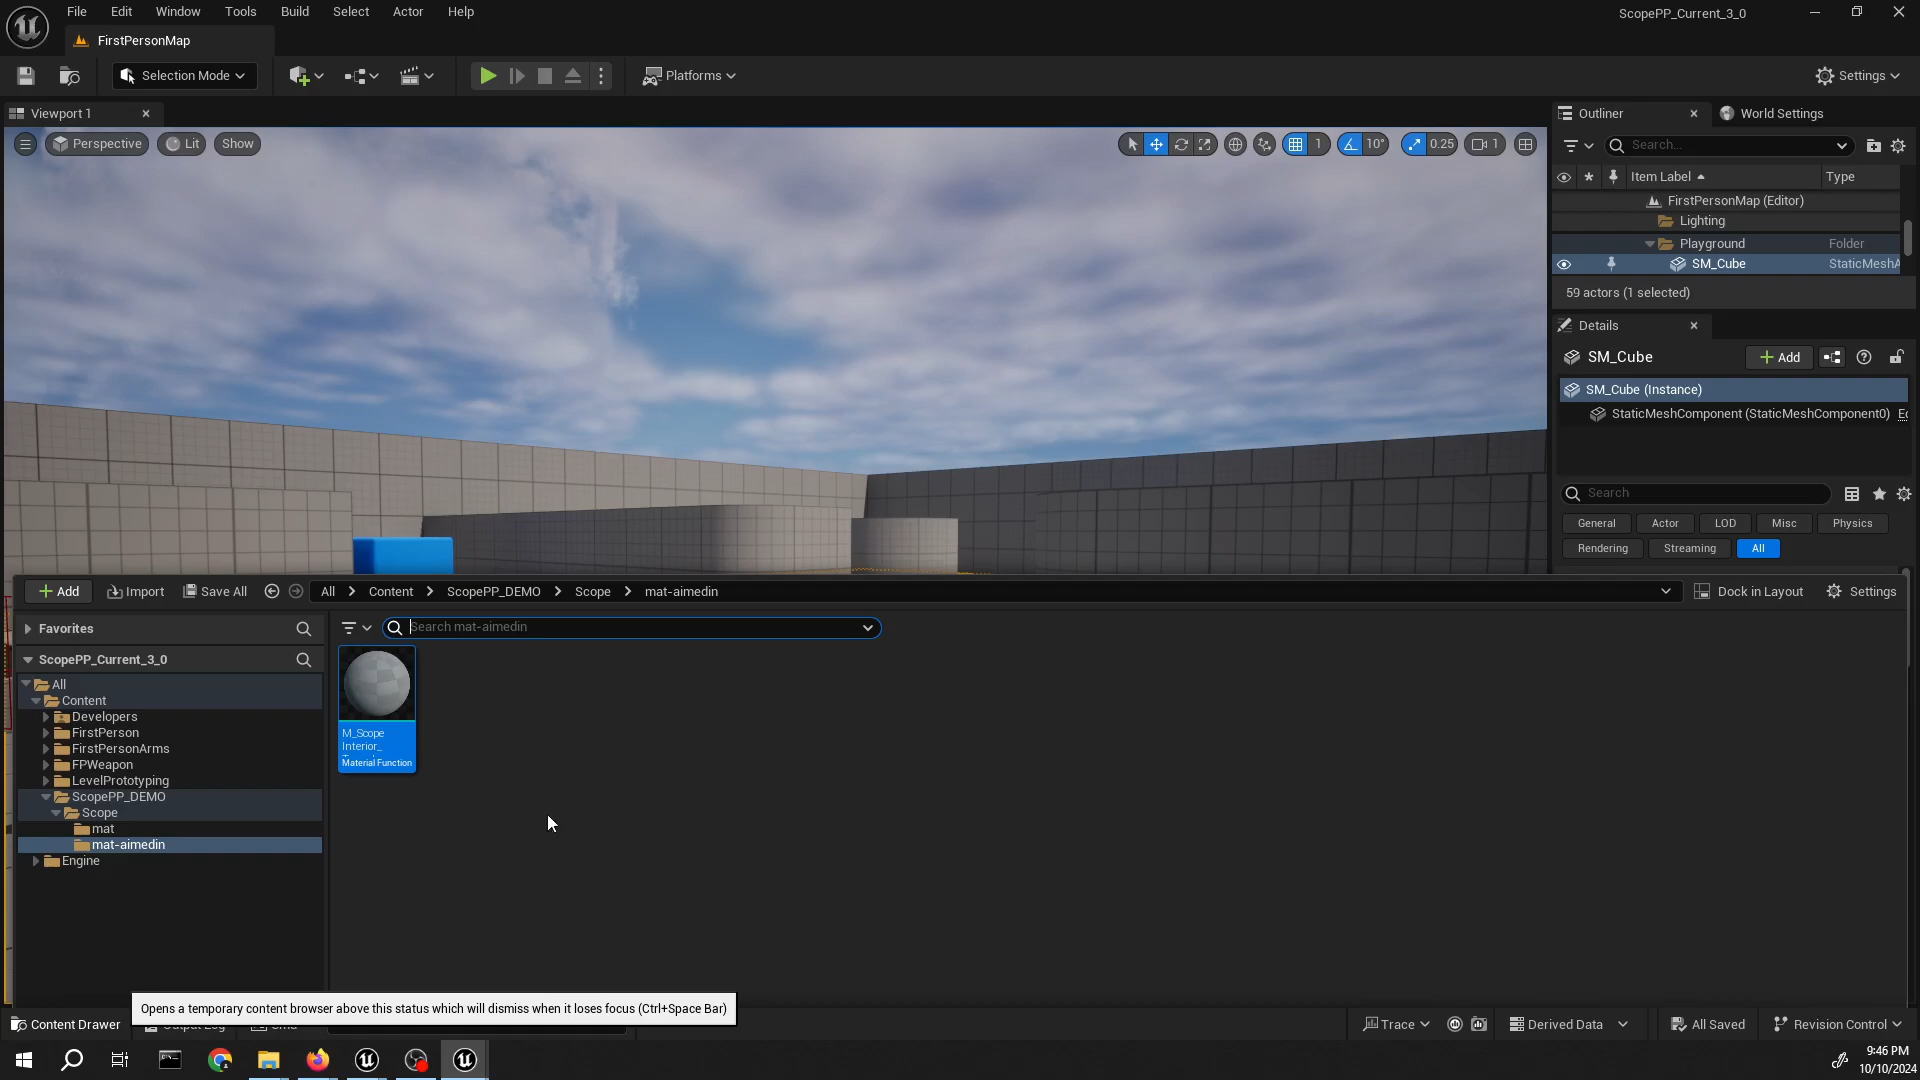 File Edit Window Tools Build Select Actor Help
ScopePP_Current_3_0
FirstPersonMap
Selection Mode
Platforms
Settings
Viewport 1
Perspective Lit Show
1 10° 0.25 1
Outliner
World Settings
Search...
Item Label Type
FirstPersonMap (Editor)
Lighting
Playground Folder
SM_Cube StaticMeshA
59 actors (1 selected)
Details
SM_Cube
Add
SM_Cube (Instance)
StaticMeshComponent (StaticMeshComponent0)
Search
General Actor LOD Misc Physics
Rendering Streaming All
Add Import Save All All Content ScopePP_DEMO Scope mat-aimedin Dock in Layout Settings
Favorites
Search mat-aimedin
ScopePP_Current_3_0
All
Content
Developers
FirstPerson
FirstPersonArms
FPWeapon
LevelPrototyping
ScopePP_DEMO
Scope
mat
mat-aimedin
Engine
M_Scope
Interior_
Material Function
Opens a temporary content browser above this status which will dismiss when it loses focus (Ctrl+Space Bar)
Content Drawer
Trace Derived Data All Saved Revision Control
9:46 PM
10/10/2024